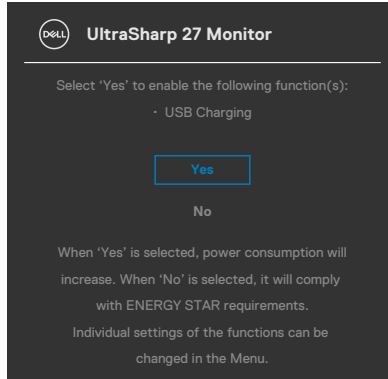 DELL UltraSharp 27 Monitor
Select ‘Yes’ to enable the following function(s):
· USB Charging
Yes
No
When ‘Yes’ is selected, power consumption will
increase. When ‘No’ is selected, it will comply
with ENERGY STAR requirements.
Individual settings of the functions can be
changed in the Menu.